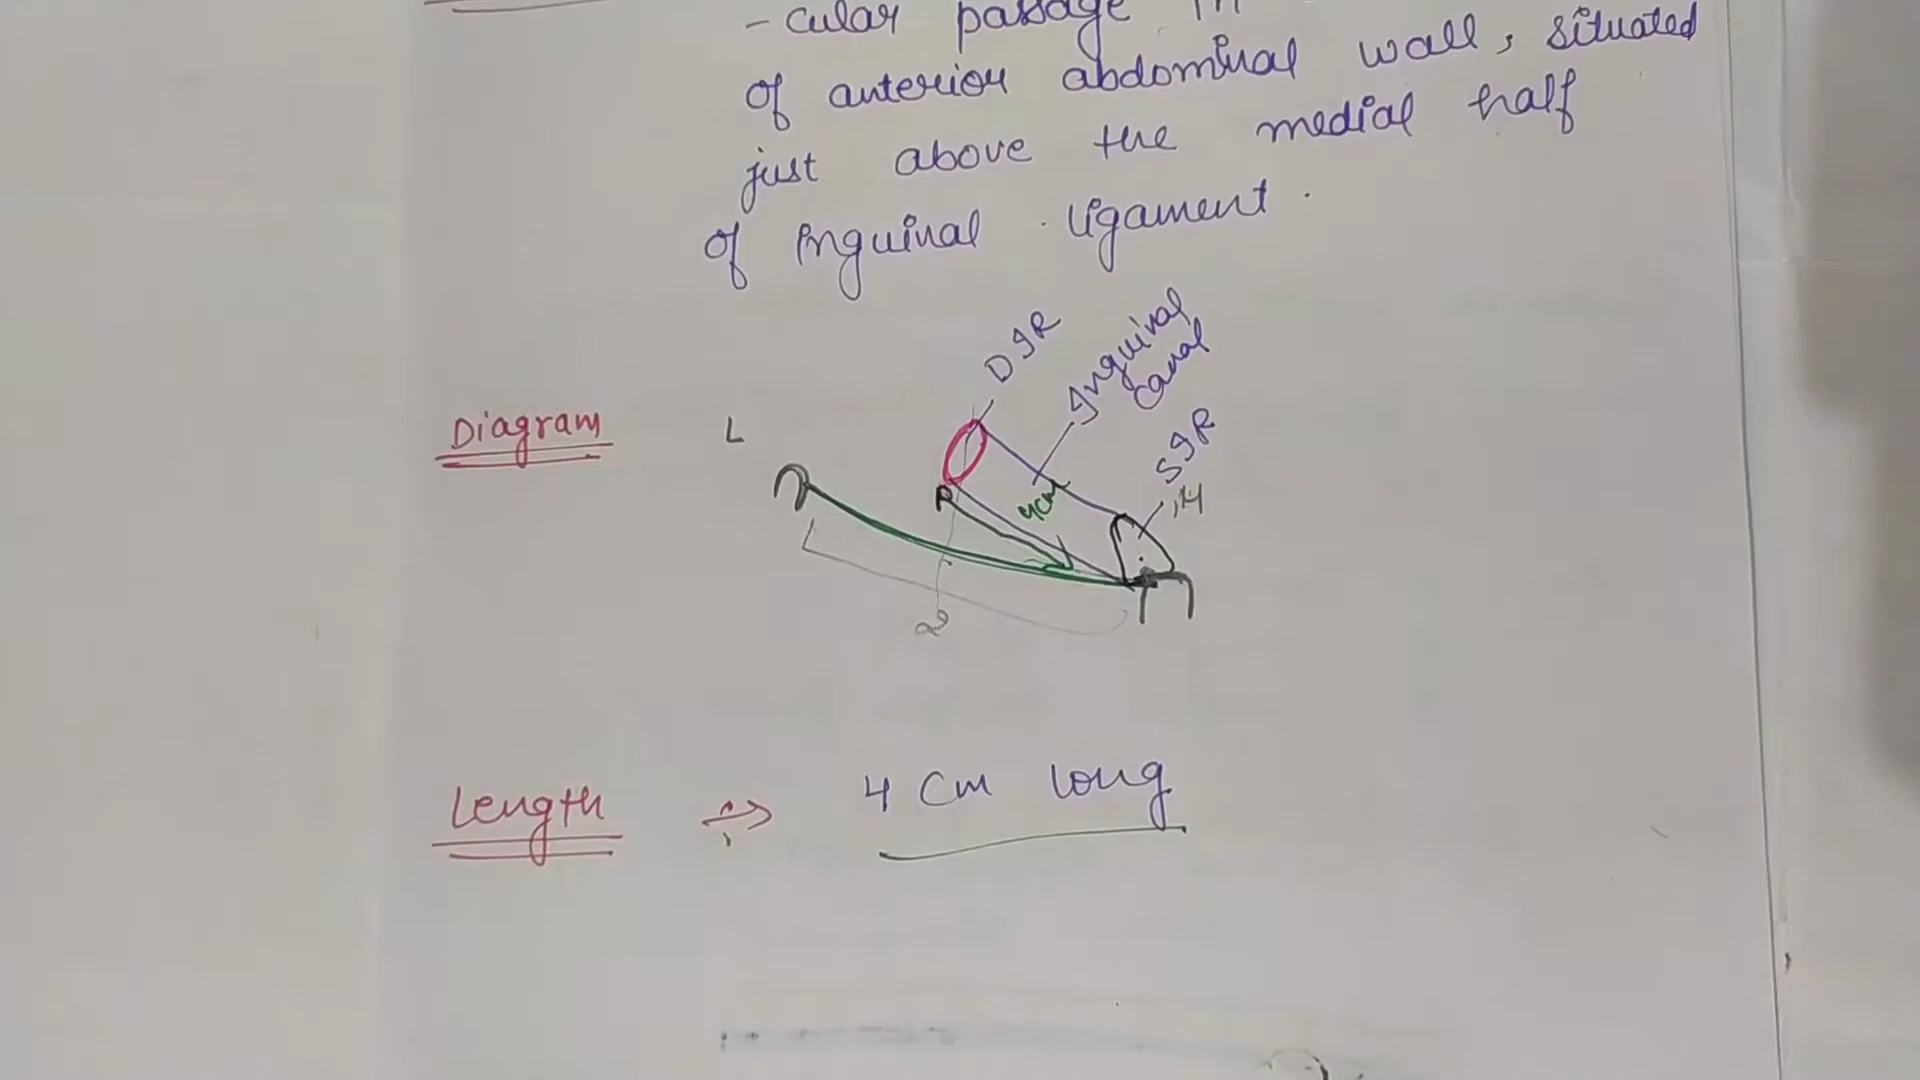 - cular passage in
of anterior abdominal wall, situated
just above the medial half
of inguinal ligament.
DIR
Inguinal
canal
SIR
Diagram
L
4cm
Length
4 cm long